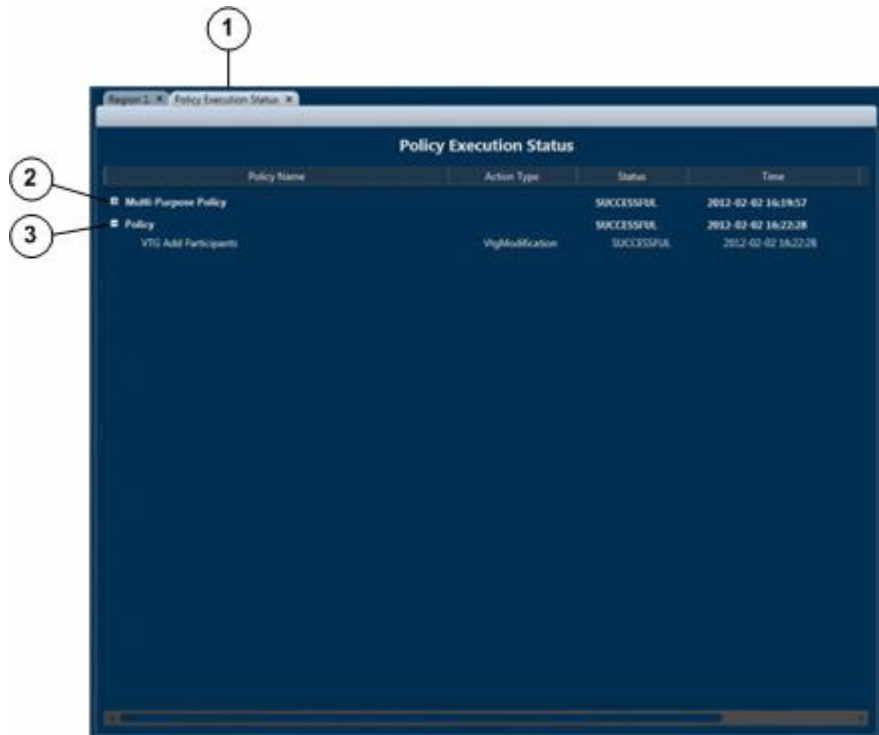 1
Region 1 Policy Execution Status
Policy Execution Status
Policy Name Action Type Status Time
2
Multi-Purpose Policy SUCCESSFUL 2012-02-02 16:19:57
3
Policy SUCCESSFUL 2012-02-02 16:22:28
VTG Add Participants VtgModification SUCCESSFUL 2012-02-02 16:22:28